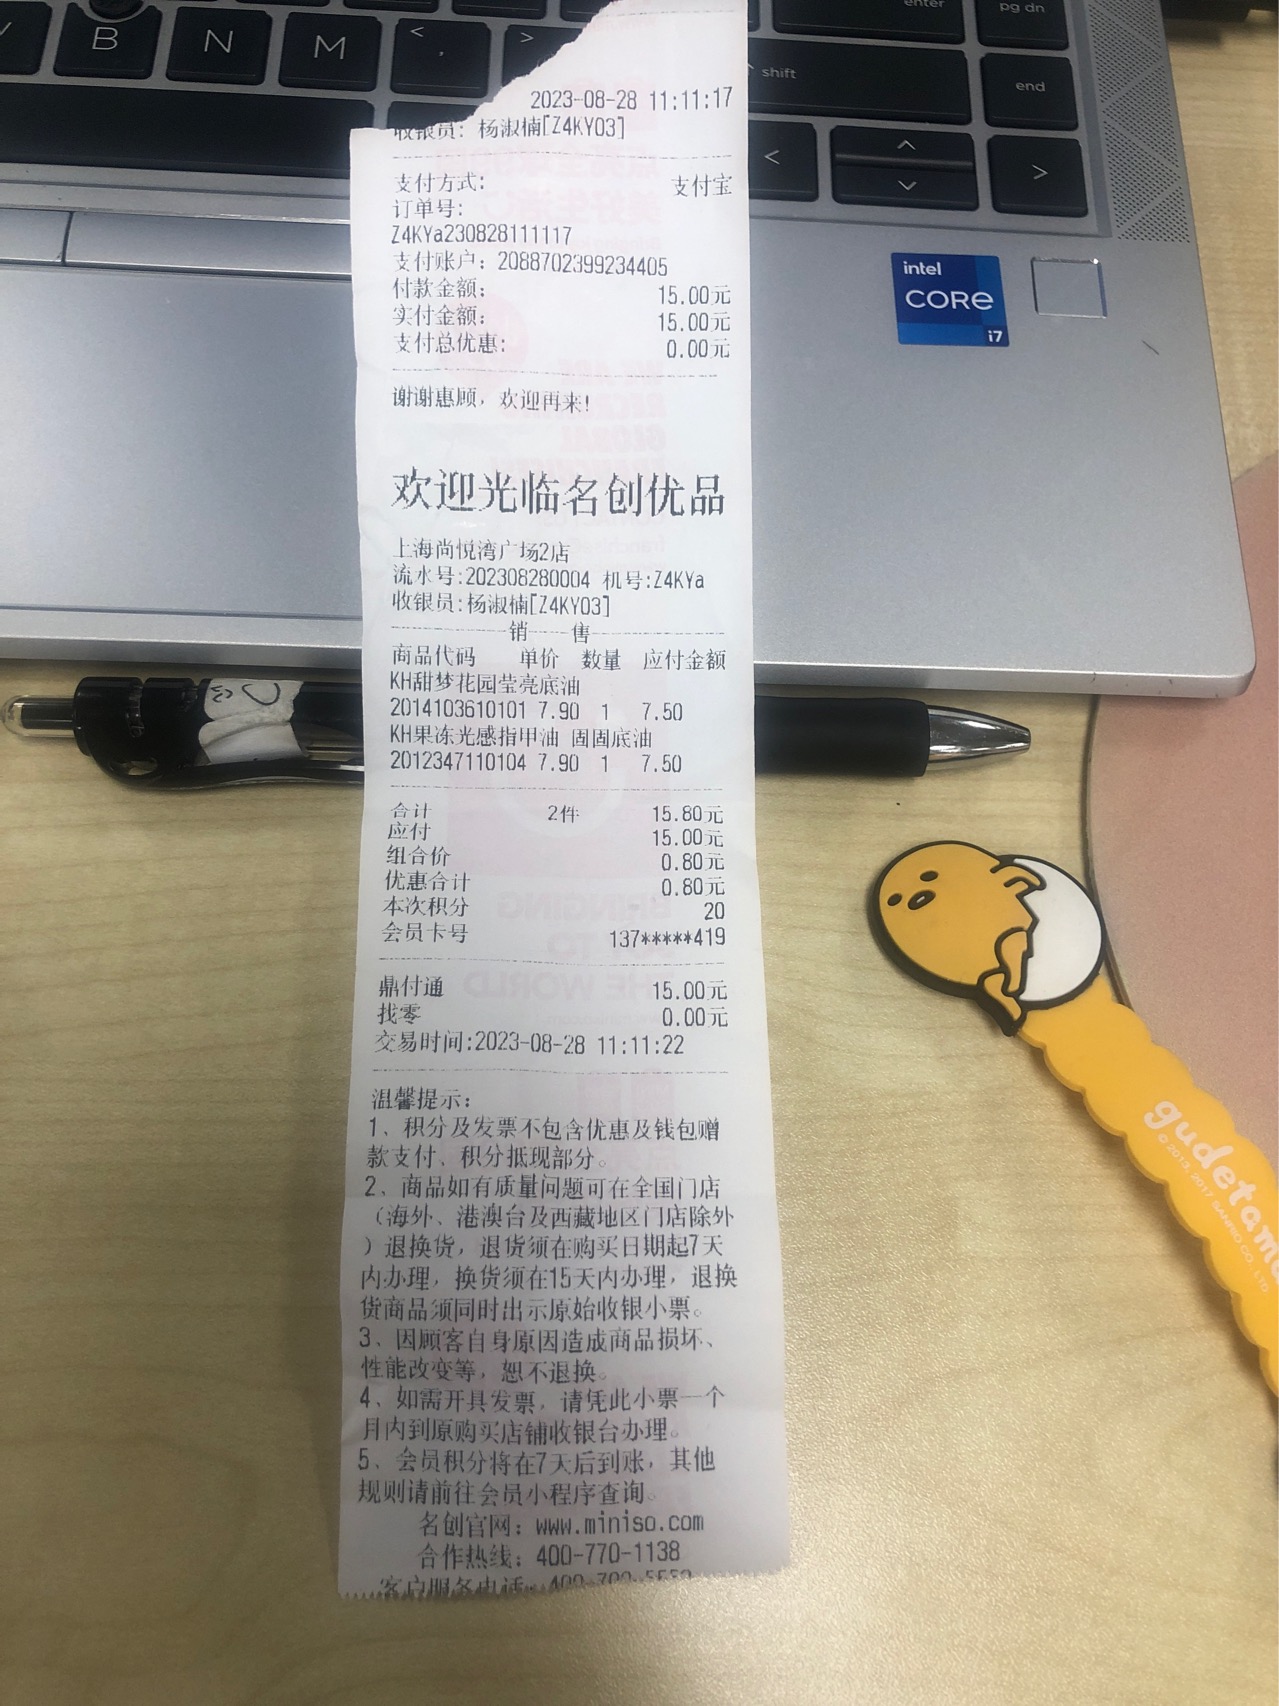 B
N
M
<
,
>
enter
pg dn
shift
end
<
>
2023-08-28 11:11:17
收银员: 杨淑楠[Z4KY03]
支付方式: 支付宝
订单号:
Z4KYa230828111117
支付账户: 2088702399234405
付款金额: 15.00元
实付金额: 15.00元
支付总优惠: 0.00元
谢谢惠顾, 欢迎再来!
欢迎光临名创优品
上海尚悦湾广场2店
流水号:202308280004 机号:Z4KYa
收银员:杨淑楠[Z4KY03]
销 售
商品代码 单价 数量 应付金额
KH甜梦花园莹亮底油
2014103610101 7.90 1 7.50
KH果冻光感指甲油 固固底油
2012347110104 7.90 1 7.50
合计 2件 15.80元
应付 15.00元
组合价 0.80元
优惠合计 0.80元
本次积分 20
会员卡号 137*****419
鼎付通 15.00元
找零 0.00元
交易时间:2023-08-28 11:11:22
温馨提示:
1、积分及发票不包含优惠及钱包赠
款支付、积分抵现部分。
2、商品如有质量问题可在全国门店
（海外、港澳台及西藏地区门店除外
）退换货，退货须在购买日期起7天
内办理，换货须在15天内办理，退换
货商品须同时出示原始收银小票。
3、因顾客自身原因造成商品损坏、
性能改变等，恕不退换。
4、如需开具发票，请凭此小票一个
月内到原购买店铺收银台办理。
5、会员积分将在7天后到账，其他
规则请前往会员小程序查询。
名创官网: www.miniso.com
合作热线: 400-770-1138
客户服务电话:
intel
CORe
i7
gudetama
© 2013, 2017 SANRIO CO., LTD.